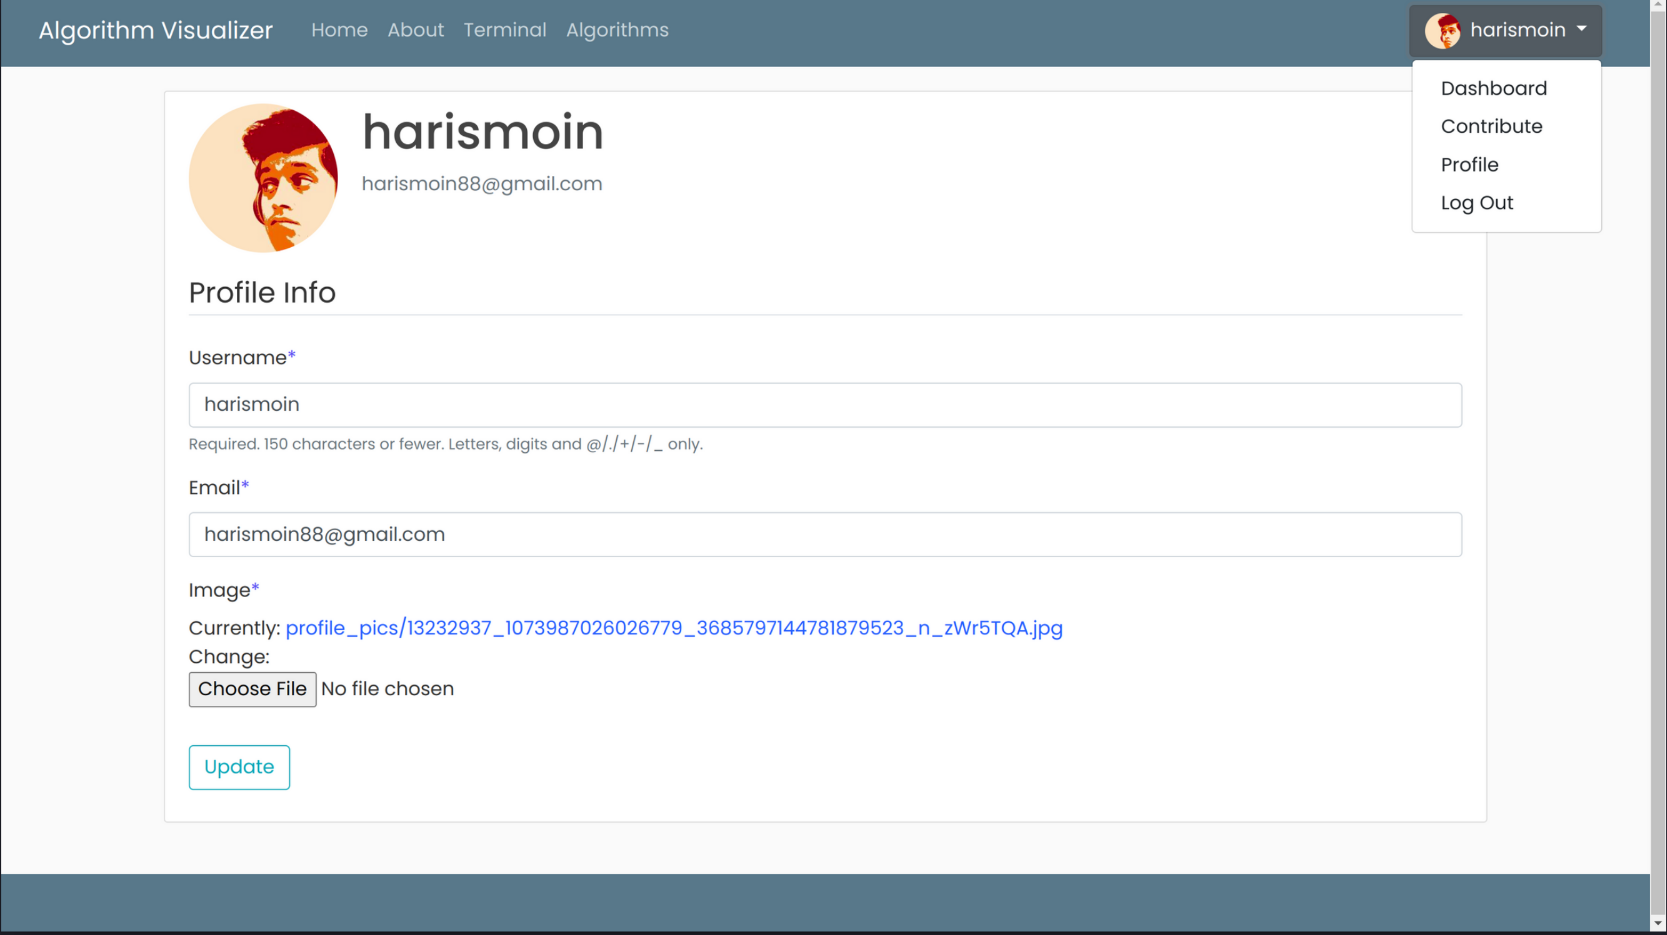 Algorithm Visualizer Home About Terminal Algorithms harismoin
Dashboard
Contribute
Profile
Log Out
harismoin
harismoin88@gmail.com
Profile Info
Username*
harismoin
Required. 150 characters or fewer. Letters, digits and @/./+/-/_ only.
Email*
harismoin88@gmail.com
Image*
Currently: profile_pics/13232937_1073987026026779_3685797144781879523_n_zWr5TQA.jpg
Change:
Choose File No file chosen
Update